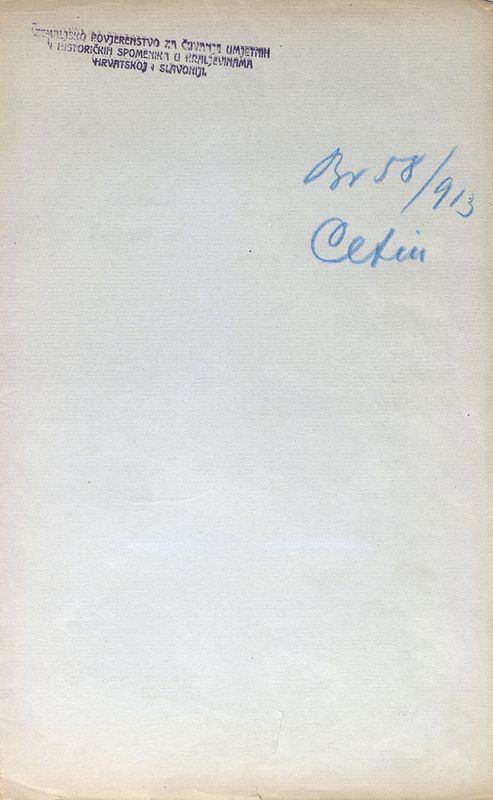 ZEMALJSKO POVJERENSTVO ZA ČUVANJE UMJETNIH
I HISTORIČKIH SPOMENIKA U KRALJEVINAMA
HRVATSKOJ I SLAVONIJI.
Br 58/913
Cetin